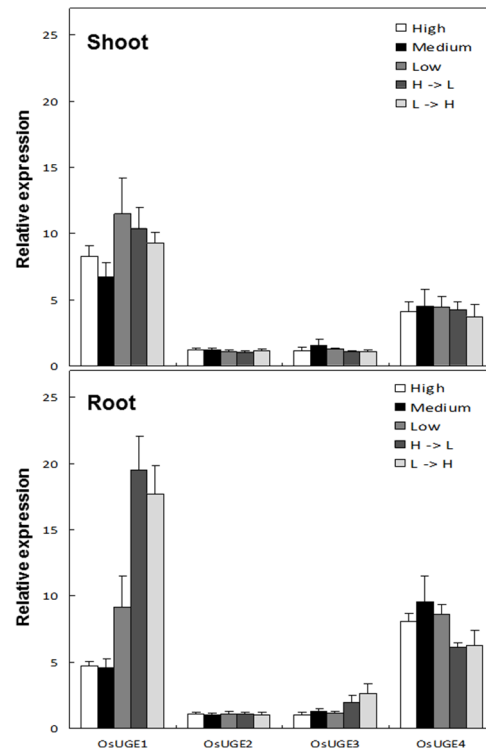 Shoot
Relative expression
25
20
15
10
5
0
High
Medium
Low
H -> L
L -> H
Root
Relative expression
25
20
15
10
5
0
High
Medium
Low
H -> L
L -> H
OsUGE1 OsUGE2 OsUGE3 OsUGE4